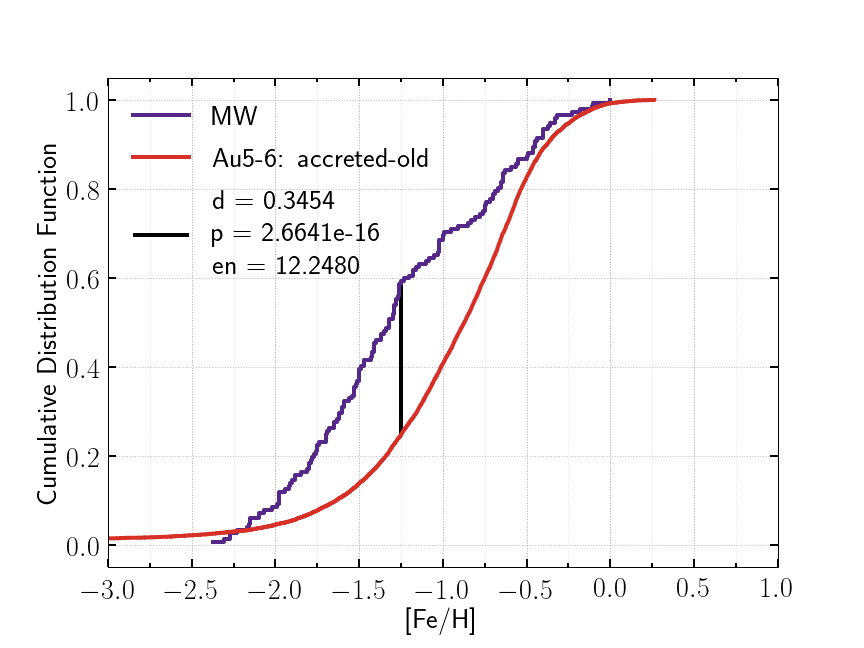 MW
Au5-6: accreted-old
d = 0.3454
p = 2.6641e-16
en = 12.2480
Cumulative Distribution Function
1.0
0.8
0.6
0.4
0.2
0.0
−3.0 −2.5 −2.0 −1.5 −1.0 −0.5 0.0 0.5 1.0
[Fe/H]